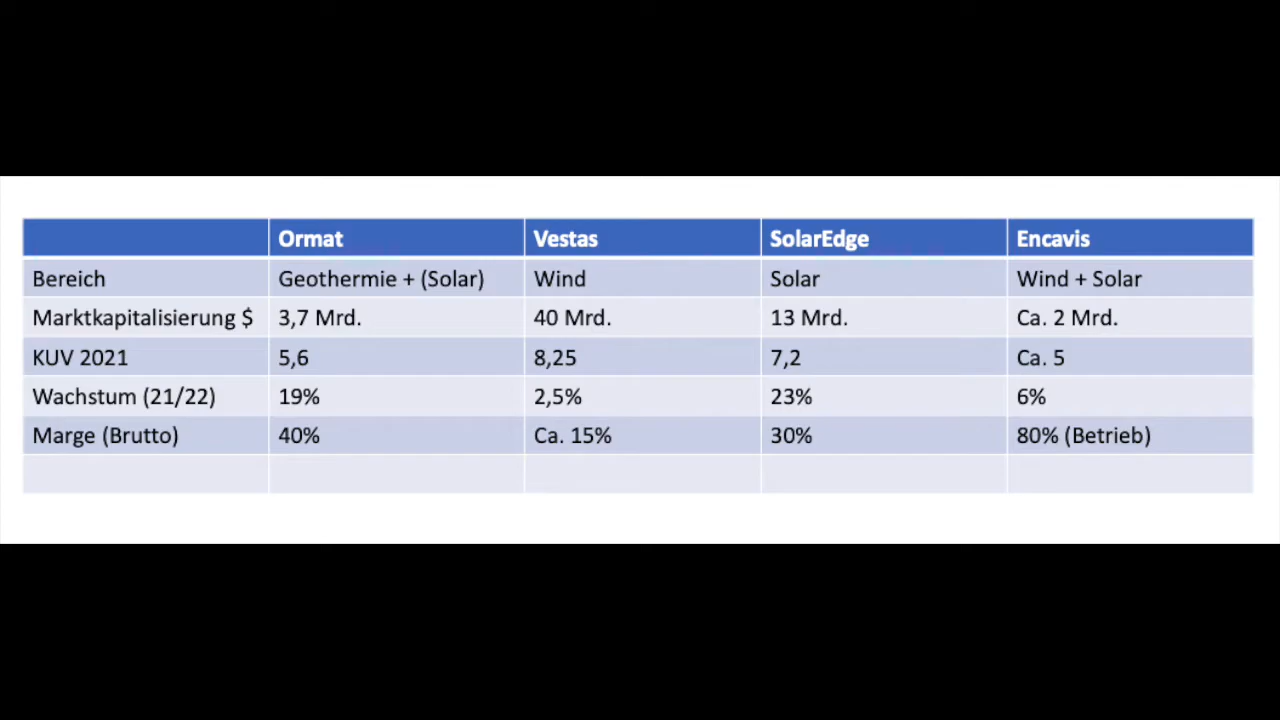 Ormat Vestas SolarEdge Encavis
Bereich Geothermie + (Solar) Wind Solar Wind + Solar
Marktkapitalisierung $ 3,7 Mrd. 40 Mrd. 13 Mrd. Ca. 2 Mrd.
KUV 2021 5,6 8,25 7,2 Ca. 5
Wachstum (21/22) 19% 2,5% 23% 6%
Marge (Brutto) 40% Ca. 15% 30% 80% (Betrieb)